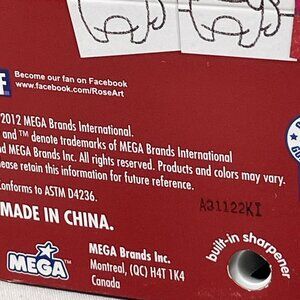 F
Become our fan on Facebook
www.facebook.com/RoseArt
2012 MEGA Brands International.
and ™ denote trademarks of MEGA Brands International
nd MEGA Brands Inc. All rights reserved. Products and colors may vary.
lease retain this information for future reference.
Conforms to ASTM D4236.
A31122KI
MADE IN CHINA.
MEGA
MEGA Brands Inc.
Montreal, (QC) H4T 1K4
Canada
built-in sharpener